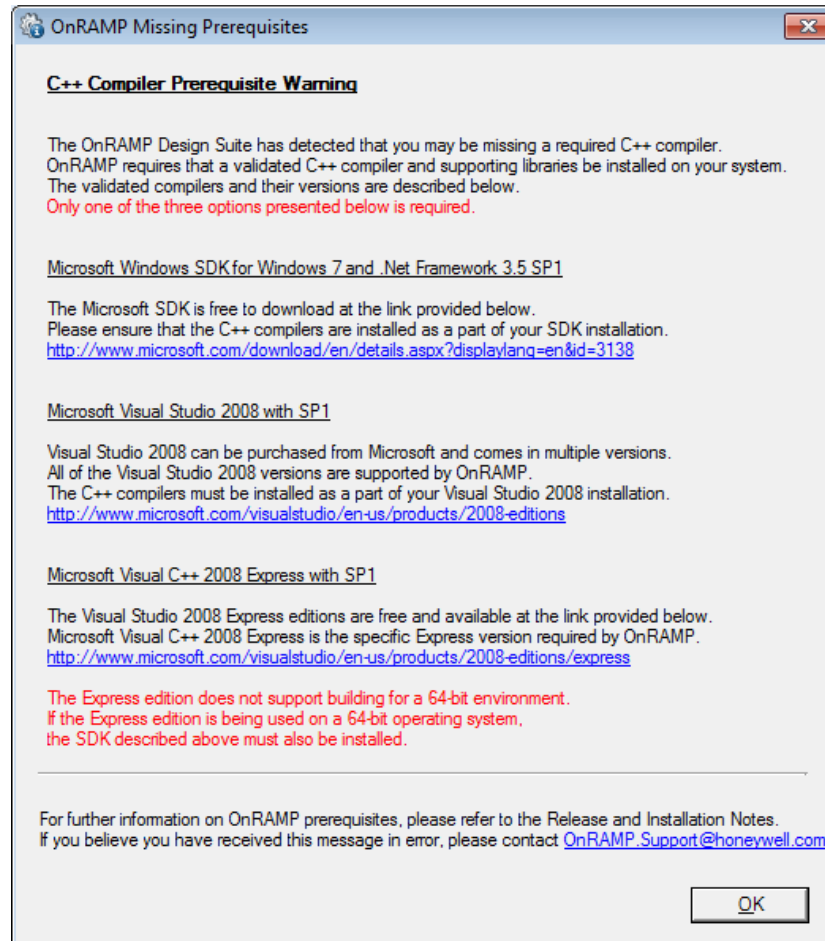 OnRAMP Missing Prerequisites
C++ Compiler Prerequisite Warning
The OnRAMP Design Suite has detected that you may be missing a required C++ compiler.
OnRAMP requires that a validated C++ compiler and supporting libraries be installed on your system.
The validated compilers and their versions are described below.
Only one of the three options presented below is required.
Microsoft Windows SDK for Windows 7 and .Net Framework 3.5 SP1
The Microsoft SDK is free to download at the link provided below.
Please ensure that the C++ compilers are installed as a part of your SDK installation.
http://www.microsoft.com/download/en/details.aspx?displaylang=en&id=3138
Microsoft Visual Studio 2008 with SP1
Visual Studio 2008 can be purchased from Microsoft and comes in multiple versions.
All of the Visual Studio 2008 versions are supported by OnRAMP.
The C++ compilers must be installed as a part of your Visual Studio 2008 installation.
http://www.microsoft.com/visualstudio/en-us/products/2008-editions
Microsoft Visual C++ 2008 Express with SP1
The Visual Studio 2008 Express editions are free and available at the link provided below.
Microsoft Visual C++ 2008 Express is the specific Express version required by OnRAMP.
http://www.microsoft.com/visualstudio/en-us/products/2008-editions/express
The Express edition does not support building for a 64-bit environment.
If the Express edition is being used on a 64-bit operating system,
the SDK described above must also be installed.
For further information on OnRAMP prerequisites, please refer to the Release and Installation Notes.
If you believe you have received this message in error, please contact OnRAMP.Support@honeywell.com
OK